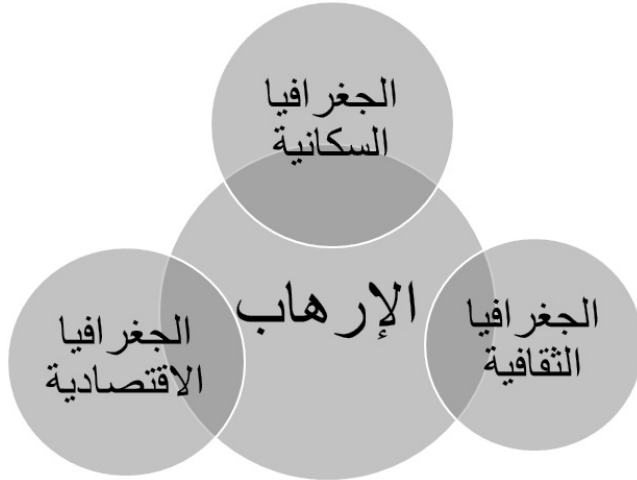 الجغرافيا
السكانية
الإرهاب
الجغرافيا
الثقافية
الجغرافيا
الاقتصادية